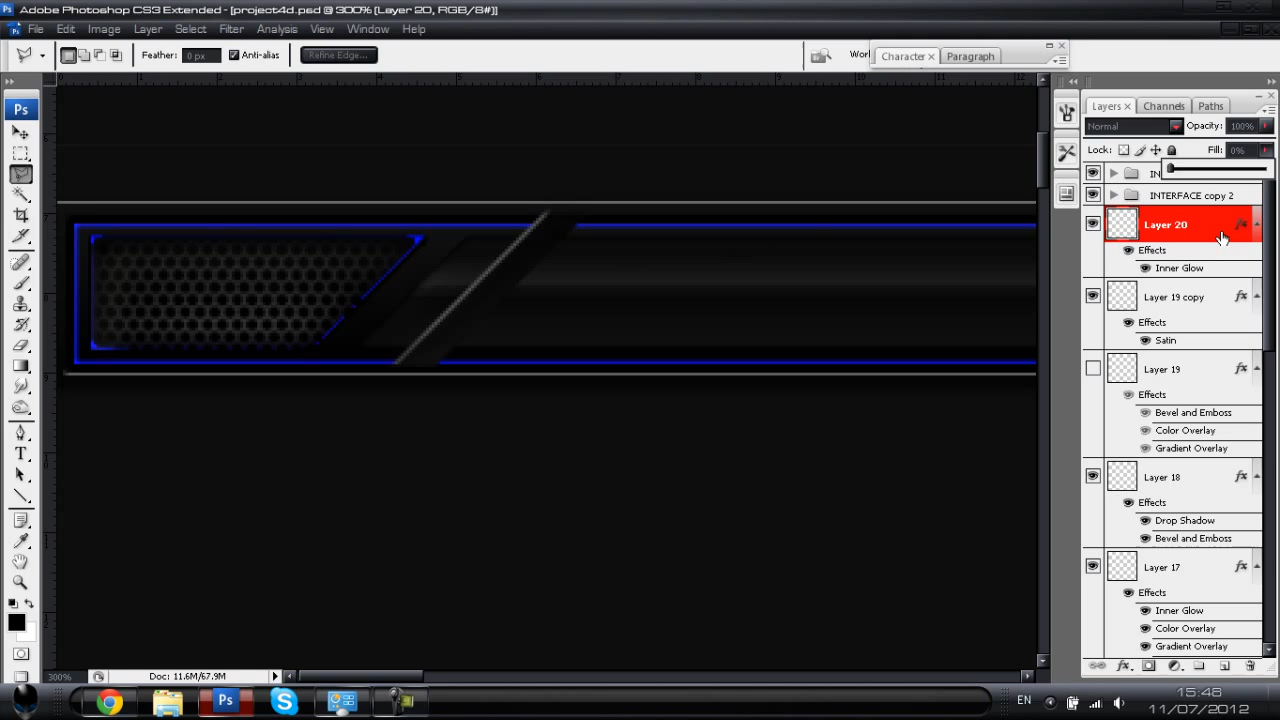 Adobe Photoshop CS3 Extended - [project4d.psd @ 300% (Layer 20, RGB/8#)]
File Edit Image Layer Select Filter Analysis View Window Help
Feather: 0 px Anti-alias Refine Edge... Character × Paragraph
Layers × Channels Paths
Normal Opacity: 100%
Lock: Fill: 0%
INTERFACE copy 2
Layer 20
Effects
Inner Glow
Layer 19 copy
Effects
Satin
Layer 19
Effects
Bevel and Emboss
Color Overlay
Gradient Overlay
Layer 18
Effects
Drop Shadow
Bevel and Emboss
Layer 17
Effects
Inner Glow
Color Overlay
Gradient Overlay
300% Doc: 11.6M/67.9M
EN 15:48
11/07/2012